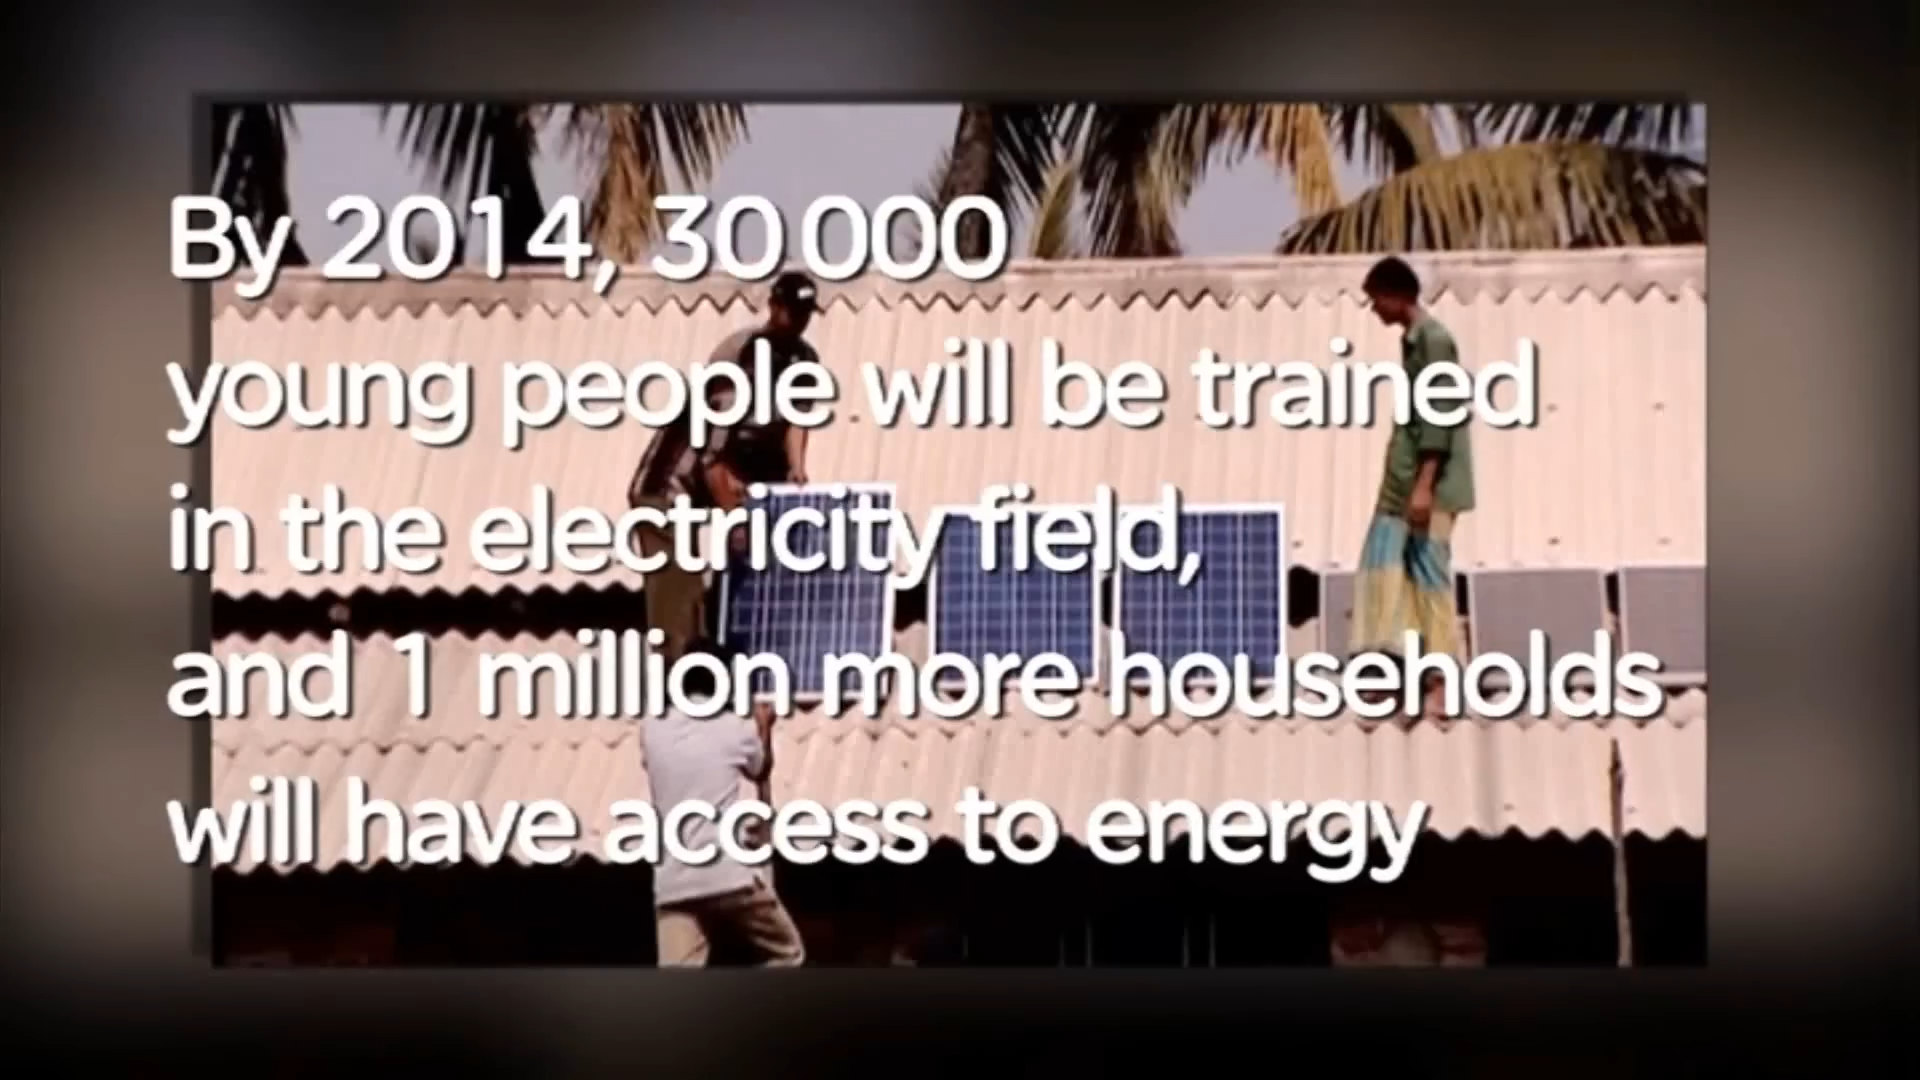 By 2014, 30 000
young people will be trained
in the electricity field,
and 1 million more households
will have access to energy